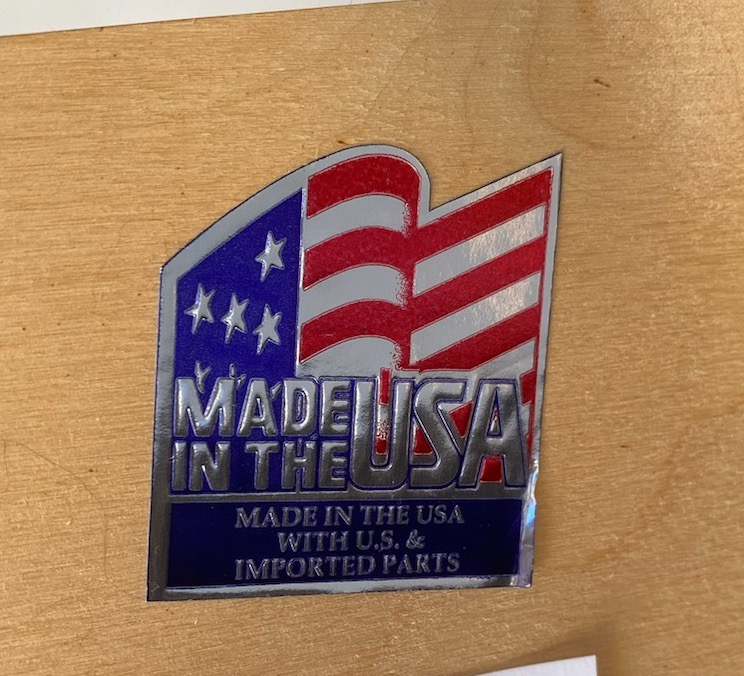 MADE
IN THE USA
MADE IN THE USA
WITH U.S. &
IMPORTED PARTS